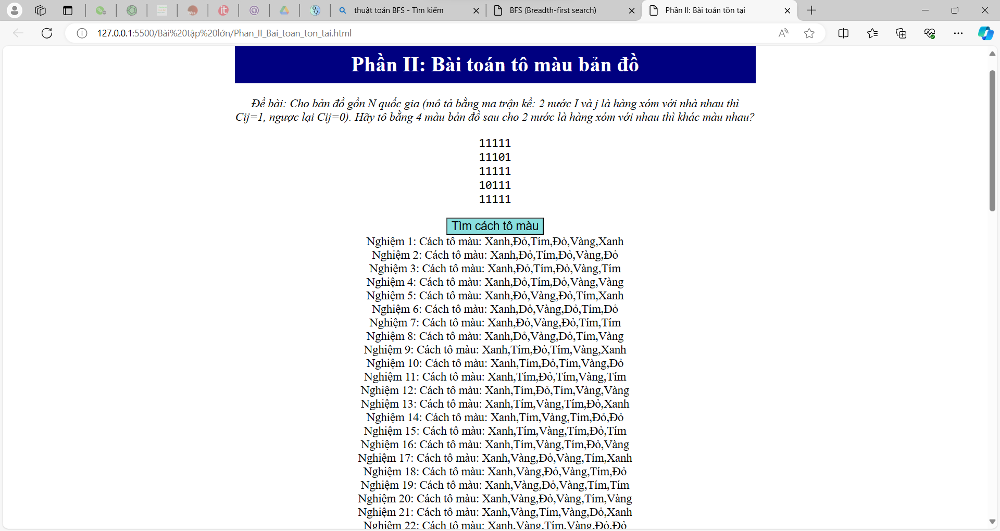 thuật toán BFS - Tìm kiếm
BFS (Breadth-first search)
Phần II: Bài toán tồn tại
127.0.0.1:5500/Bài%20tập%20lớn/Phan_II_Bai_toan_ton_tai.html
Phần II: Bài toán tô màu bản đồ
Đề bài: Cho bản đồ gồn N quốc gia (mô tả bằng ma trận kề: 2 nước I và j là hàng xóm với nhà nhau thì
Cij=1, ngược lại Cij=0). Hãy tô bằng 4 màu bản đồ sau cho 2 nước là hàng xóm với nhau thì khác màu nhau?
11111
11101
11111
10111
11111
Tìm cách tô màu
Nghiệm 1: Cách tô màu: Xanh,Đỏ,Tím,Đỏ,Vàng,Xanh
Nghiệm 2: Cách tô màu: Xanh,Đỏ,Tím,Đỏ,Vàng,Đỏ
Nghiệm 3: Cách tô màu: Xanh,Đỏ,Tím,Đỏ,Vàng,Tím
Nghiệm 4: Cách tô màu: Xanh,Đỏ,Tím,Đỏ,Vàng,Vàng
Nghiệm 5: Cách tô màu: Xanh,Đỏ,Vàng,Đỏ,Tím,Xanh
Nghiệm 6: Cách tô màu: Xanh,Đỏ,Vàng,Đỏ,Tím,Đỏ
Nghiệm 7: Cách tô màu: Xanh,Đỏ,Vàng,Đỏ,Tím,Tím
Nghiệm 8: Cách tô màu: Xanh,Đỏ,Vàng,Đỏ,Tím,Vàng
Nghiệm 9: Cách tô màu: Xanh,Tím,Đỏ,Tím,Vàng,Xanh
Nghiệm 10: Cách tô màu: Xanh,Tím,Đỏ,Tím,Vàng,Đỏ
Nghiệm 11: Cách tô màu: Xanh,Tím,Đỏ,Tím,Vàng,Tím
Nghiệm 12: Cách tô màu: Xanh,Tím,Đỏ,Tím,Vàng,Vàng
Nghiệm 13: Cách tô màu: Xanh,Tím,Vàng,Tím,Đỏ,Xanh
Nghiệm 14: Cách tô màu: Xanh,Tím,Vàng,Tím,Đỏ,Đỏ
Nghiệm 15: Cách tô màu: Xanh,Tím,Vàng,Tím,Đỏ,Tím
Nghiệm 16: Cách tô màu: Xanh,Tím,Vàng,Tím,Đỏ,Vàng
Nghiệm 17: Cách tô màu: Xanh,Vàng,Đỏ,Vàng,Tím,Xanh
Nghiệm 18: Cách tô màu: Xanh,Vàng,Đỏ,Vàng,Tím,Đỏ
Nghiệm 19: Cách tô màu: Xanh,Vàng,Đỏ,Vàng,Tím,Tím
Nghiệm 20: Cách tô màu: Xanh,Vàng,Đỏ,Vàng,Tím,Vàng
Nghiệm 21: Cách tô màu: Xanh,Vàng,Tím,Vàng,Đỏ,Xanh
Nghiệm 22: Cách tô màu: Xanh,Vàng,Tím,Vàng,Đỏ,Đỏ